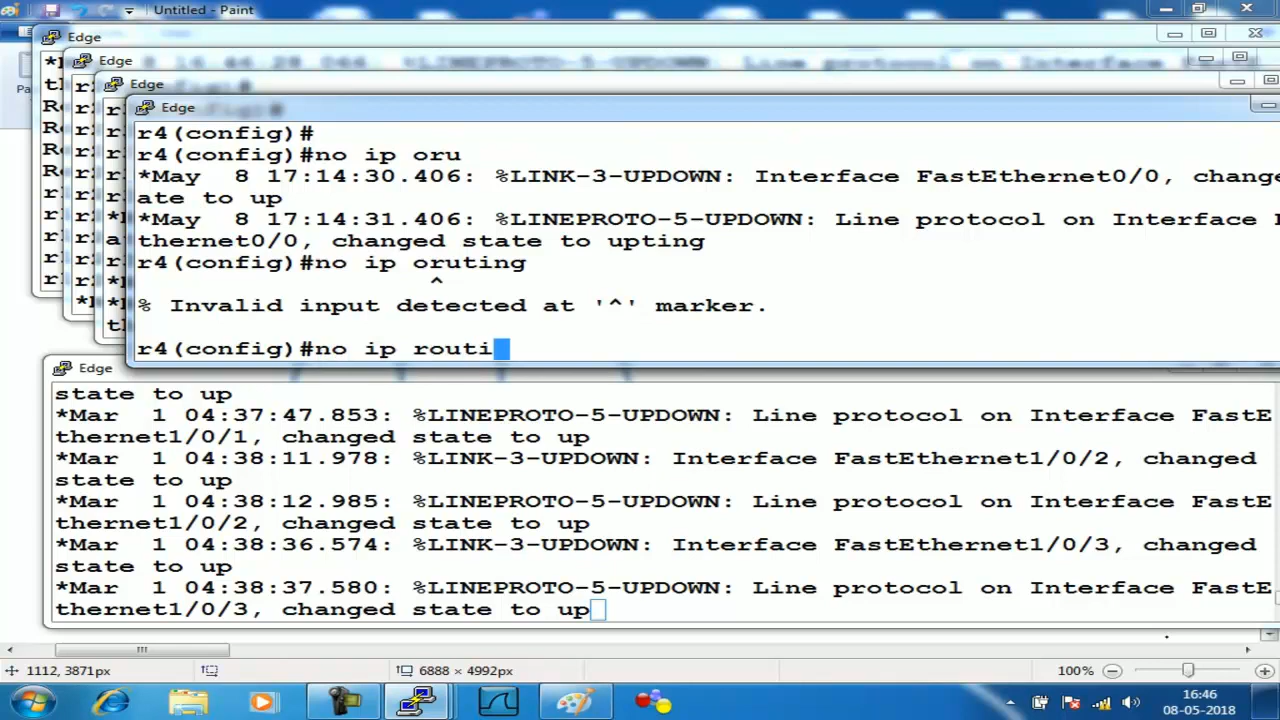 Untitled - Paint
Edge
Edge
Edge
Edge
r4(config)#
r4(config)#no ip oru
*May  8 17:14:30.406: %LINK-3-UPDOWN: Interface FastEthernet0/0, change
ate to up
*May  8 17:14:31.406: %LINEPROTO-5-UPDOWN: Line protocol on Interface F
thernet0/0, changed state to upting
r4(config)#no ip oruting
^
% Invalid input detected at '^' marker.
r4(config)#no ip routi
Edge
state to up
*Mar  1 04:37:47.853: %LINEPROTO-5-UPDOWN: Line protocol on Interface FastE
thernet1/0/1, changed state to up
*Mar  1 04:38:11.978: %LINK-3-UPDOWN: Interface FastEthernet1/0/2, changed
state to up
*Mar  1 04:38:12.985: %LINEPROTO-5-UPDOWN: Line protocol on Interface FastE
thernet1/0/2, changed state to up
*Mar  1 04:38:36.574: %LINK-3-UPDOWN: Interface FastEthernet1/0/3, changed
state to up
*Mar  1 04:38:37.580: %LINEPROTO-5-UPDOWN: Line protocol on Interface FastE
thernet1/0/3, changed state to up
1112, 3871px
6888 × 4992px
100%
16:46
08-05-2018